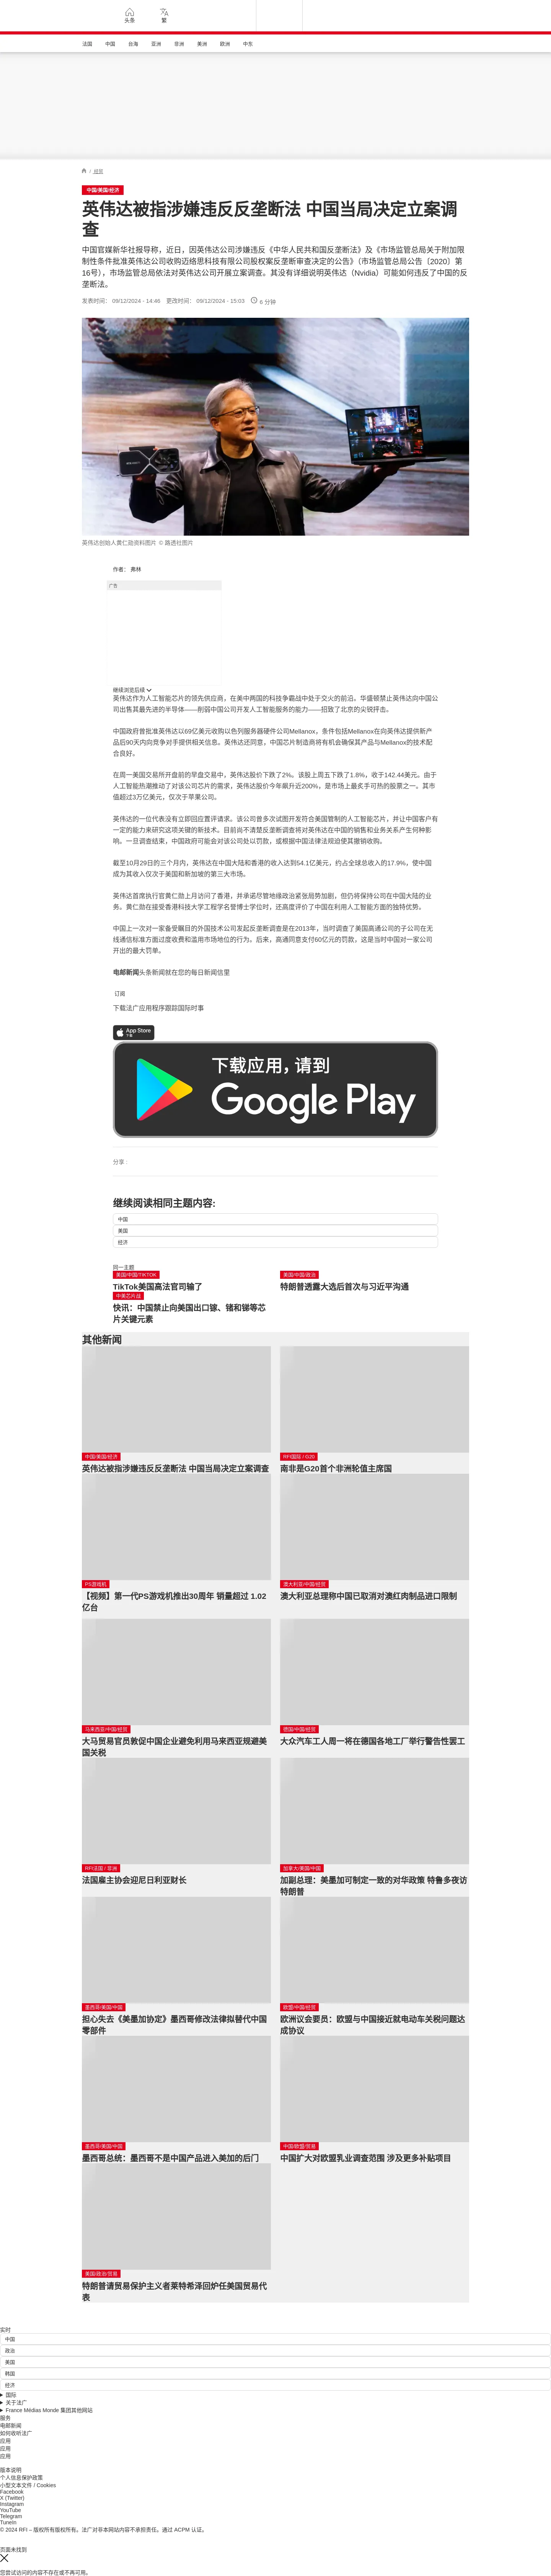 头条
繁
法国 中国 台海 亚洲 非洲 美洲 欧洲 中东
/ 经贸
中国/美国/经济
英伟达被指涉嫌违反反垄断法 中国当局决定立案调
查
中国官媒新华社报导称，近日，因英伟达公司涉嫌违反《中华人民共和国反垄断法》及《市场监管总局关于附加限
制性条件批准英伟达公司收购迈络思科技有限公司股权案反垄断审查决定的公告》（市场监管总局公告〔2020〕第
16号），市场监管总局依法对英伟达公司开展立案调查。其没有详细说明英伟达（Nvidia）可能如何违反了中国的反
垄断法。
发表时间： 09/12/2024 - 14:46 更改时间： 09/12/2024 - 15:03 6 分钟
英伟达创始人黄仁勋资料图片 © 路透社图片
作者： 弗林
广告
继续浏览后续
英伟达作为人工智能芯片的领先供应商，在美中两国的科技争霸战中处于交火的前沿。华盛顿禁止英伟达向中国公
司出售其最先进的半导体——削弱中国公司开发人工智能服务的能力——招致了北京的尖锐抨击。
中国政府曾批准英伟达以69亿美元收购以色列服务器硬件公司Mellanox，条件包括Mellanox在向英伟达提供新产
品后90天内向竞争对手提供相关信息。英伟达还同意，中国芯片制造商将有机会确保其产品与Mellanox的技术配
合良好。
在周一美国交易所开盘前的早盘交易中，英伟达股价下跌了2%。该股上周五下跌了1.8%，收于142.44美元。由于
人工智能热潮推动了对该公司芯片的需求，英伟达股价今年飙升近200%，是市场上最炙手可热的股票之一。其市
值超过3万亿美元，仅次于苹果公司。
英伟达的一位代表没有立即回应置评请求。该公司曾多次试图开发符合美国管制的人工智能芯片，并让中国客户有
一定的能力来研究这项关键的新技术。目前尚不清楚反垄断调查将对英伟达在中国的销售和业务关系产生何种影
响。一旦调查结束，中国政府可能会对该公司处以罚款，或根据中国法律法规迫使其撤销收购。
截至10月29日的三个月内，英伟达在中国大陆和香港的收入达到54.1亿美元，约占全球总收入的17.9%，使中国
成为其收入仅次于美国和新加坡的第三大市场。
英伟达首席执行官黄仁勋上月访问了香港，并承诺尽管地缘政治紧张局势加剧，但仍将保持公司在中国大陆的业
务。黄仁勋在接受香港科技大学工程学名誉博士学位时，还高度评价了中国在利用人工智能方面的独特优势。
中国上一次对一家备受瞩目的外国技术公司发起反垄断调查是在2013年，当时调查了美国高通公司的子公司在无
线通信标准方面过度收费和滥用市场地位的行为。后来，高通同意支付60亿元的罚款，这是当时中国对一家公司
开出的最大罚单。
电邮新闻头条新闻就在您的每日新闻信里
订阅
下载法广应用程序跟踪国际时事
App Store
下载
下载应用，请到
Google Play
分享 :
继续阅读相同主题内容:
中国
美国
经济
同一主题
美国/中国/TIKTOK
TikTok美国高法官司输了
美国/中国/政治
特朗普透露大选后首次与习近平沟通
中美芯片战
快讯：中国禁止向美国出口镓、锗和锑等芯
片关键元素
其他新闻
中国/美国/经济
英伟达被指涉嫌违反反垄断法 中国当局决定立案调查
RFI国际 / G20
南非是G20首个非洲轮值主席国
PS游戏机
【视频】第一代PS游戏机推出30周年 销量超过 1.02
亿台
澳大利亚/中国/经贸
澳大利亚总理称中国已取消对澳红肉制品进口限制
马来西亚/中国/经贸
大马贸易官员敦促中国企业避免利用马来西亚规避美
国关税
德国/中国/经贸
大众汽车工人周一将在德国各地工厂举行警告性罢工
RFI法国 / 非洲
法国雇主协会迎尼日利亚财长
加拿大/美国/中国
加副总理：美墨加可制定一致的对华政策 特鲁多夜访
特朗普
墨西哥/美国/中国
担心失去《美墨加协定》墨西哥修改法律拟替代中国
零部件
欧盟/中国/经贸
欧洲议会要员：欧盟与中国接近就电动车关税问题达
成协议
墨西哥/美国/中国
墨西哥总统：墨西哥不是中国产品进入美加的后门
中国/欧盟/贸易
中国扩大对欧盟乳业调查范围 涉及更多补贴项目
美国/政治/贸易
特朗普请贸易保护主义者莱特希泽回炉任美国贸易代
表
实时
中国
政治
美国
韩国
经济
国际
关于法广
France Médias Monde 集团其他网站
服务
电邮新闻
如何收听法广
应用
应用
应用
版本说明
个人信息保护政策
小型文本文件 / Cookies
Facebook
X (Twitter)
Instagram
YouTube
Telegram
TuneIn
© 2024 RFI – 版权所有版权所有。法广对非本网站内容不承担责任。通过 ACPM 认证。
页面未找到
您尝试访问的内容不存在或不再可用。